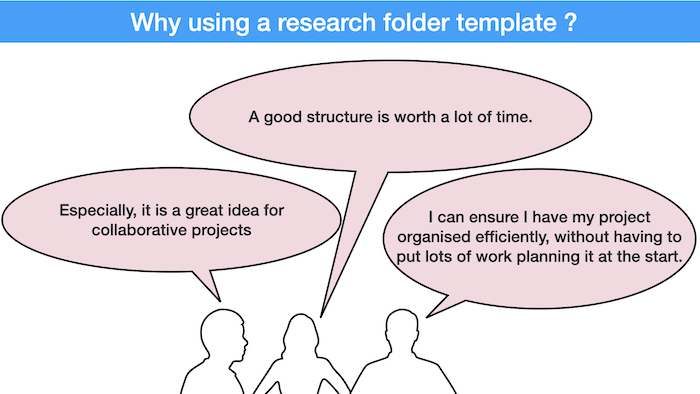 Why using a research folder template ?
A good structure is worth a lot of time.
Especially, it is a great idea for
collaborative projects
I can ensure I have my project
organised efficiently, without having to
put lots of work planning it at the start.